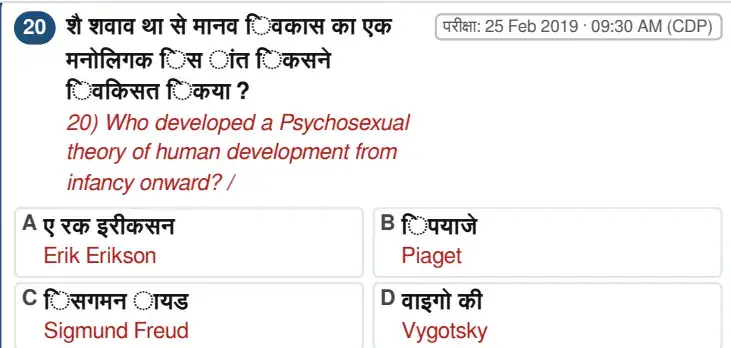 20 शै शवाव था से मानव िवकास का एक
परीक्षा: 25 Feb 2019 · 09:30 AM (CDP)
मनोलिगक िस ांत िकसने
िवकिसत िकया ?
20) Who developed a Psychosexual
theory of human development from
infancy onward? /
A ए रक इरीकसन
Erik Erikson
B िपयाजे
Piaget
C िसगमन ायड
Sigmund Freud
D वाइगो की
Vygotsky